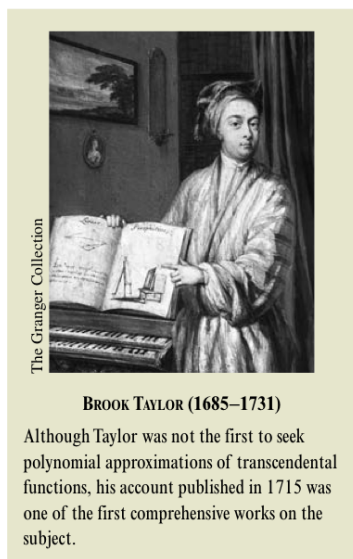 The Granger Collection
BROOK TAYLOR (1685–1731)
Although Taylor was not the first to seek
polynomial approximations of transcendental
functions, his account published in 1715 was
one of the first comprehensive works on the
subject.